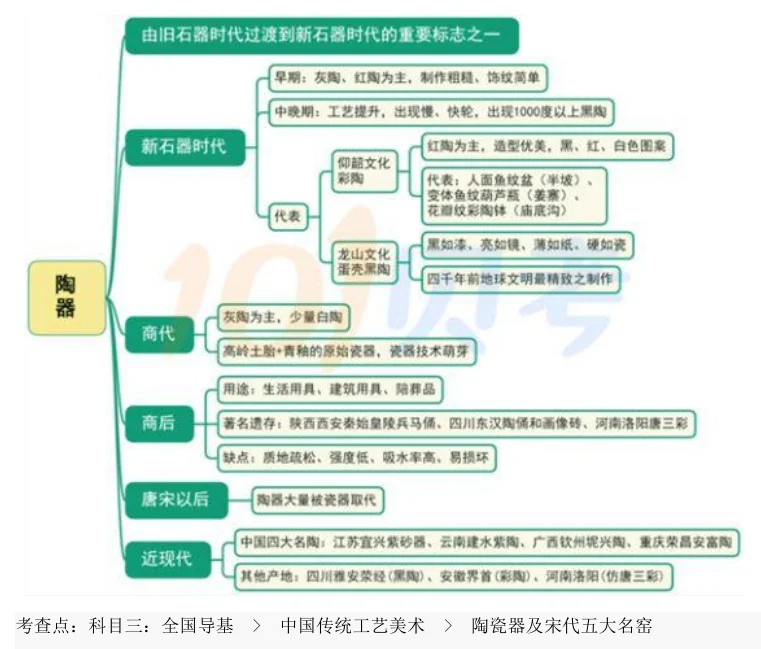 由旧石器时代过渡到新石器时代的重要标志之一
早期：灰陶、红陶为主，制作粗糙、饰纹简单
中晚期：工艺提升，出现慢、快轮，出现1000度以上黑陶
新石器时代
红陶为主，造型优美，黑、红、白色图案
仰韶文化
彩陶
代表：人面鱼纹盆（半坡）、
变体鱼纹葫芦瓶（姜寨）、
花瓣纹彩陶钵（庙底沟）
代表
黑如漆、亮如镜、薄如纸、硬如瓷
龙山文化
蛋壳黑陶
四千年前地球文明最精致之制作
陶
器
灰陶为主，少量白陶
商代
高岭土胎+青釉的原始瓷器，瓷器技术萌芽
用途：生活用具、建筑用具、陪葬品
商后
著名遗存：陕西西安秦始皇陵兵马俑、四川东汉陶俑和画像砖、河南洛阳唐三彩
缺点：质地疏松、强度低、吸水率高、易损坏
唐宋以后
陶器大量被瓷器取代
中国四大名陶：江苏宜兴紫砂器、云南建水紫陶、广西钦州坭兴陶、重庆荣昌安富陶
近现代
其他产地：四川雅安荥经(黑陶)、安徽界首(彩陶)、河南洛阳(仿唐三彩)
考查点：科目三：全国导基 > 中国传统工艺美术 > 陶瓷器及宋代五大名窑